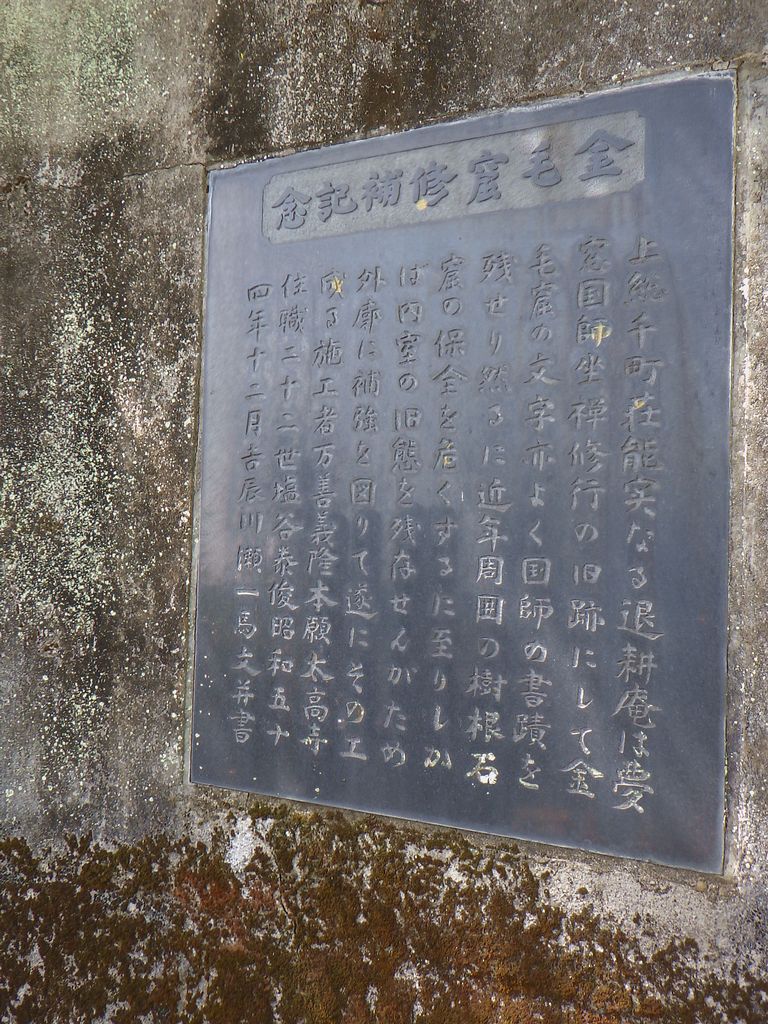 金毛窟修補記念
上総千町荘能実なる退耕庵は夢
窓国師坐禅修行の旧跡にして金
毛窟の文字亦よく国師の書蹟を
残せり然るに近年周囲の樹根石
窟の保全を危くするに至りしか
ば内室の旧態を残存せんがため
外廓に補強を図りて遂にその工
成る施工者万善義隆本願太高寺
住職二十二世塩谷泰俊昭和五十
四年十二月吉辰川瀬一馬文并書